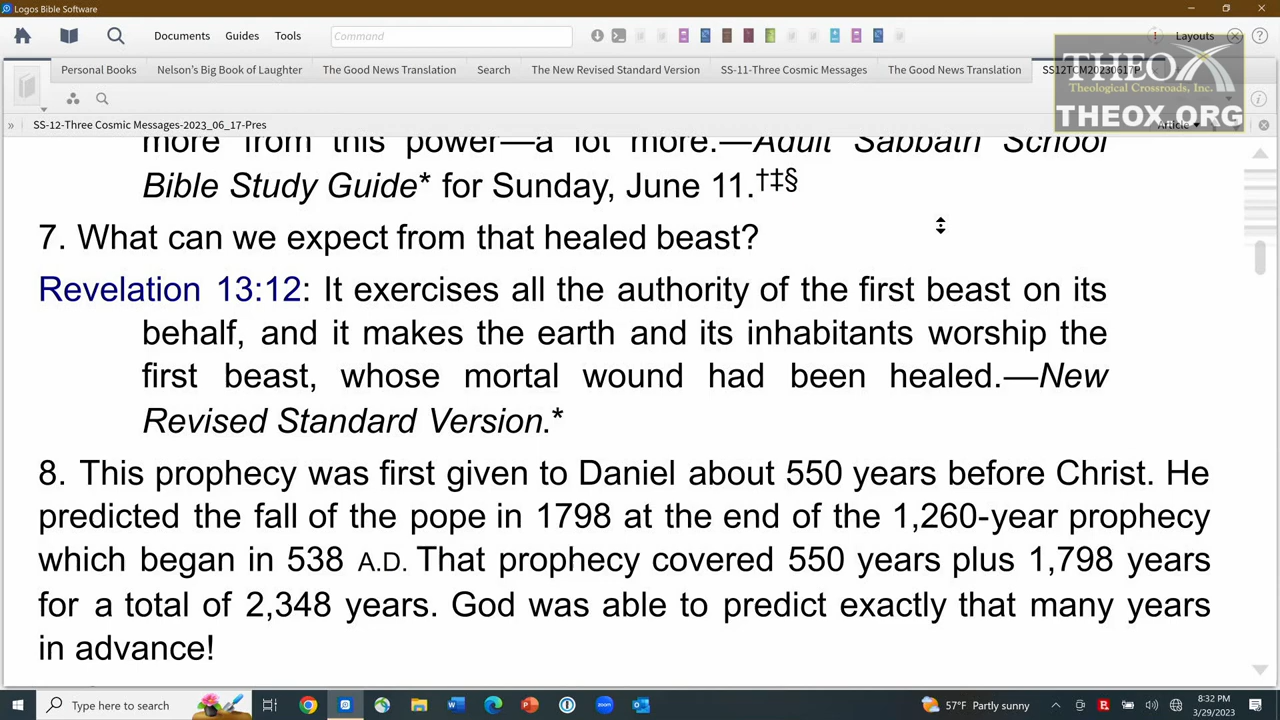 Logos Bible Software
Documents Guides Tools Command Layouts
Personal Books Nelson's Big Book of Laughter The Go Communication Search The New Revised Standard Version SS-11-Three Cosmic Messages The Good News Translation SS12TCM20230617P
THEOX
Theological Crossroads, Inc.
THEOX.ORG
SS-12-Three Cosmic Messages-2023_06_17-Pres Article
more from this power—a lot more.—Adult Sabbath School
Bible Study Guide* for Sunday, June 11.†‡§
7. What can we expect from that healed beast?
Revelation 13:12: It exercises all the authority of the first beast on its
behalf, and it makes the earth and its inhabitants worship the
first beast, whose mortal wound had been healed.—New
Revised Standard Version.*
8. This prophecy was first given to Daniel about 550 years before Christ. He
predicted the fall of the pope in 1798 at the end of the 1,260-year prophecy
which began in 538 A.D. That prophecy covered 550 years plus 1,798 years
for a total of 2,348 years. God was able to predict exactly that many years
in advance!
Type here to search
57°F Partly sunny
8:32 PM
3/29/2023